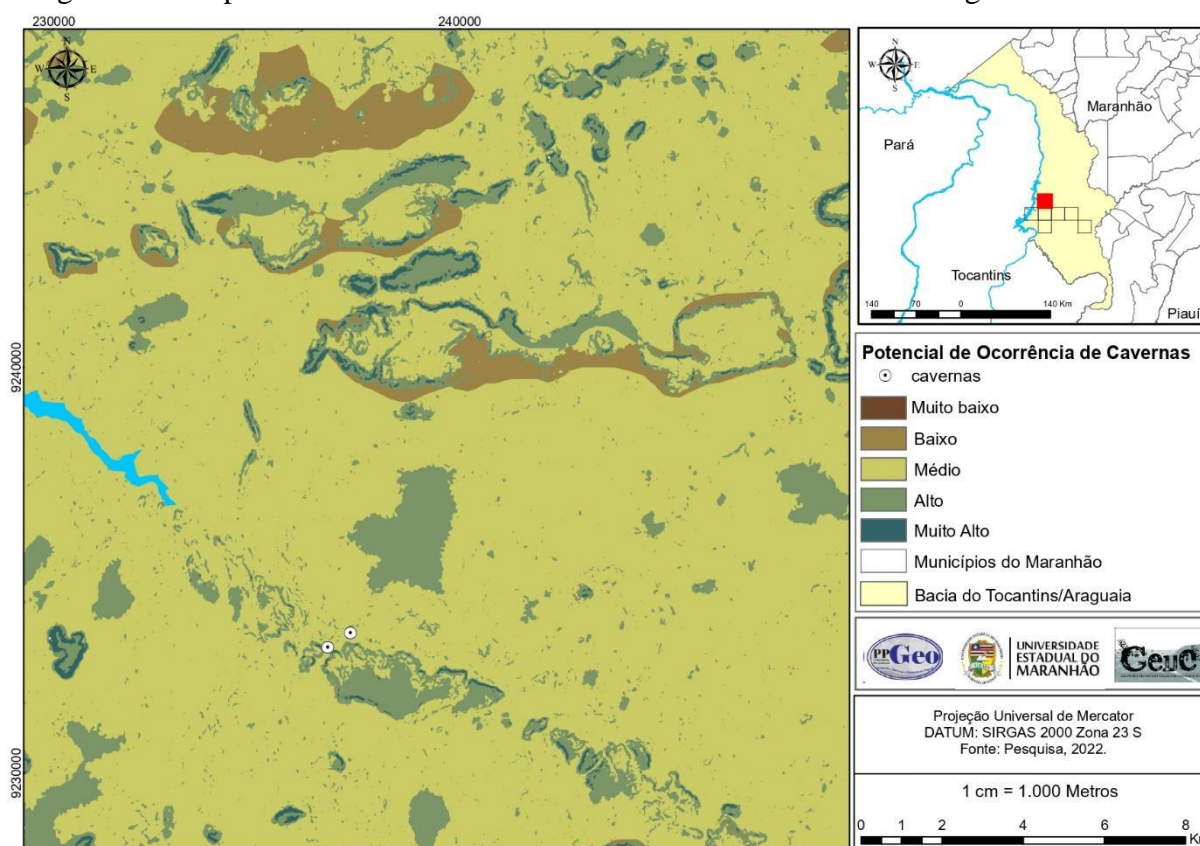 230000
240000
9240000
9230000
N
W
E
S
N
W
E
S
Pará
Maranhão
Tocantins
Piauí
140 70 0 140 Km
Potencial de Ocorrência de Cavernas
cavernas
Muito baixo
Baixo
Médio
Alto
Muito Alto
Municípios do Maranhão
Bacia do Tocantins/Araguaia
PPGeo
UNIVERSIDADE
ESTADUAL DO
MARANHÃO
Projeção Universal de Mercator
DATUM: SIRGAS 2000 Zona 23 S
Fonte: Pesquisa, 2022.
1 cm = 1.000 Metros
0 1 2 4 6 8